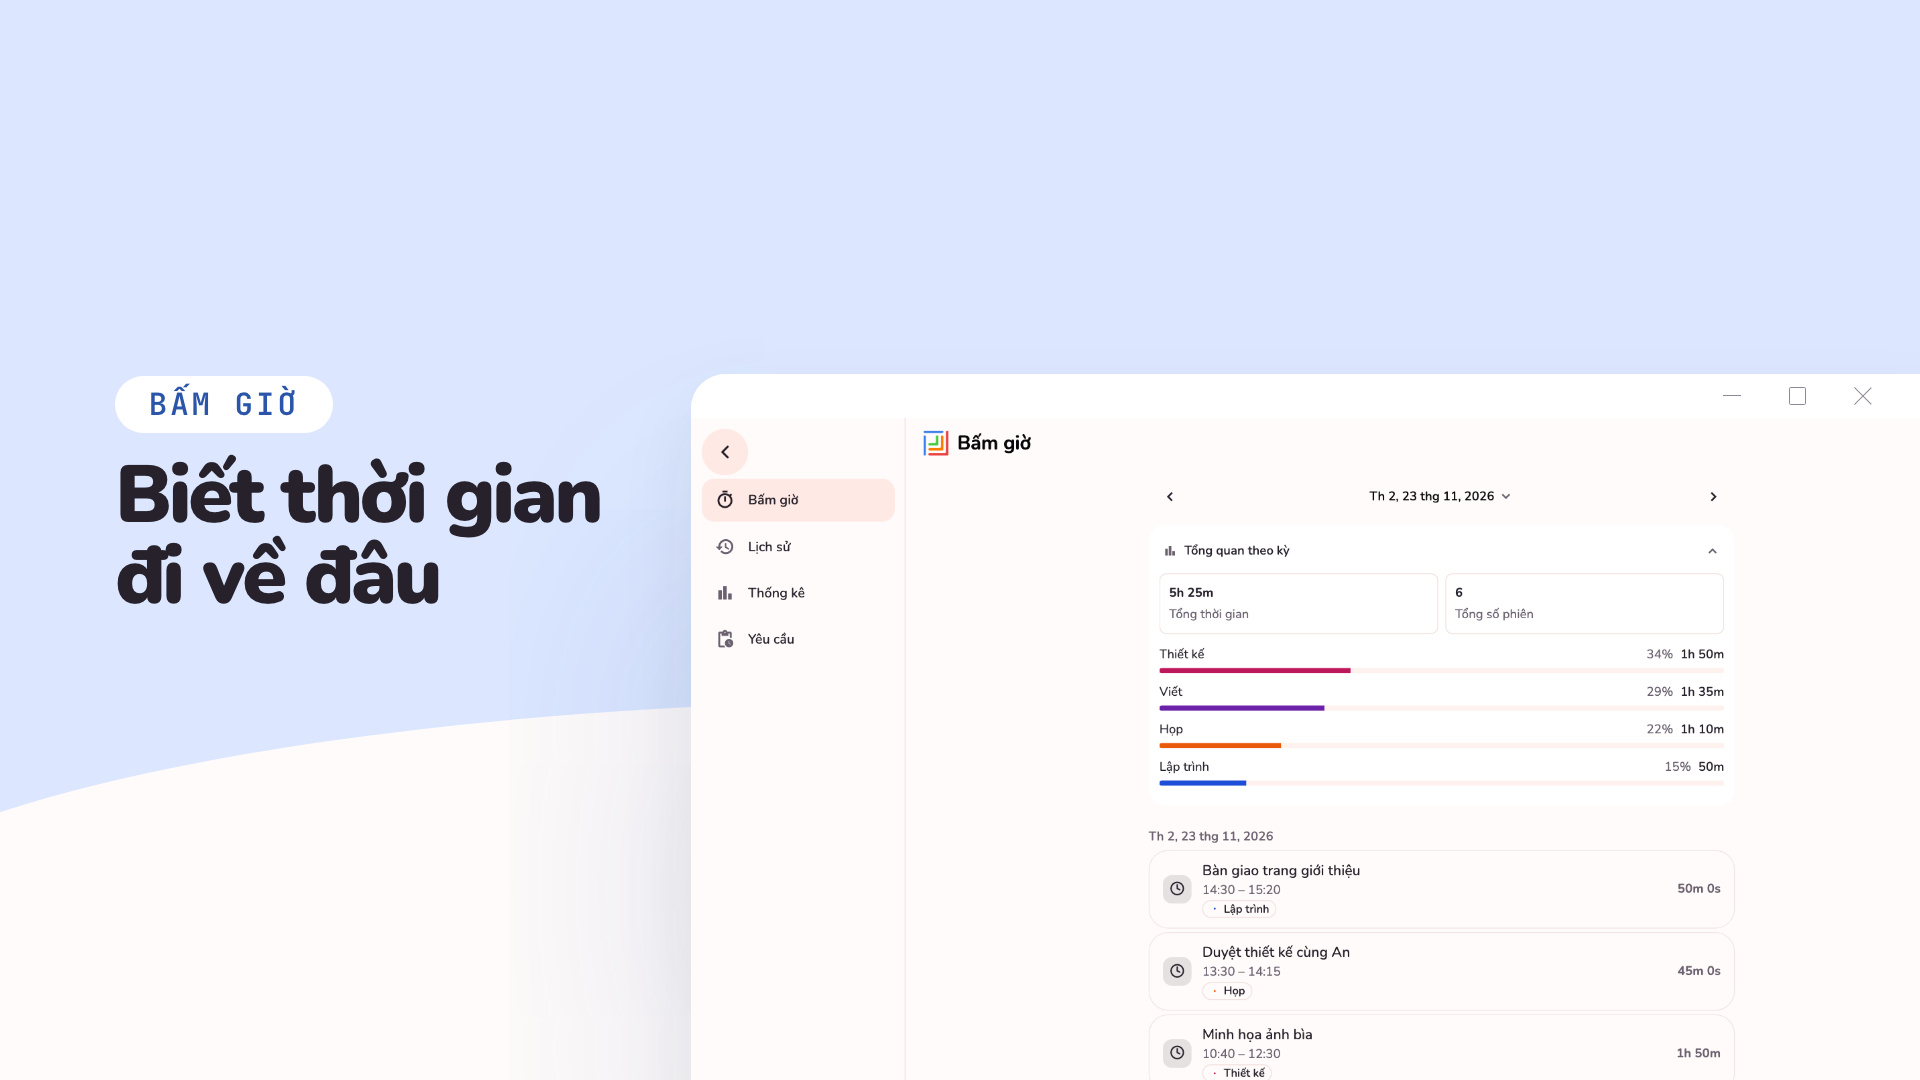 BẤM GIỜ
Biết thời gian
đi về đâu
Bấm giờ
Lịch sử
Thống kê
Yêu cầu
Bấm giờ
Th 2, 23 thg 11, 2026
Tổng quan theo kỳ
5h 25m
Tổng thời gian
6
Tổng số phiên
Thiết kế 34% 1h 50m
Viết 29% 1h 35m
Họp 22% 1h 10m
Lập trình 15% 50m
Th 2, 23 thg 11, 2026
Bàn giao trang giới thiệu
14:30 – 15:20
Lập trình
50m 0s
Duyệt thiết kế cùng An
13:30 – 14:15
Họp
45m 0s
Minh họa ảnh bìa
10:40 – 12:30
Thiết kế
1h 50m